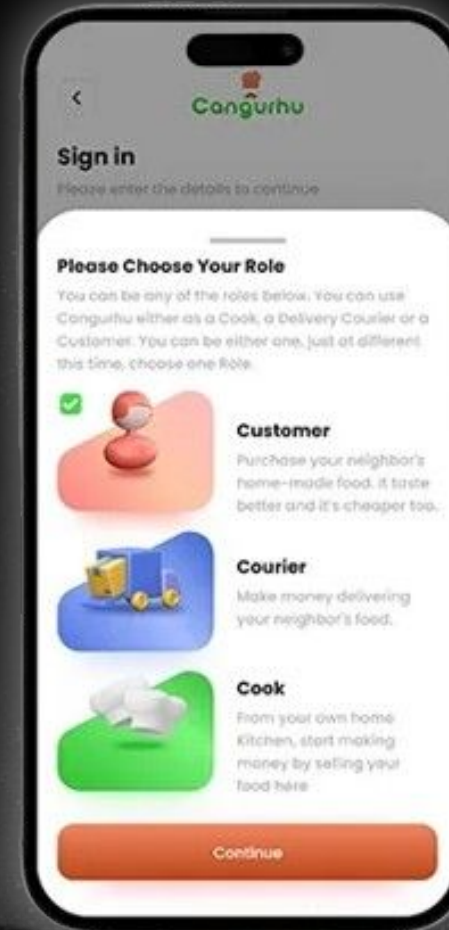 Cangurhu
Sign in
Please enter the details to continue
Please Choose Your Role
You can be any of the roles below. You can use
Cangurhu either as a Cook, a Delivery Courier or a
Customer. You can be either one, just at different
this time, choose one Role.
Customer
Purchase your neighbor's
home-made food. It taste
better and it's cheaper too.
Courier
Make money delivering
your neighbor's food.
Cook
From your own home
Kitchen, start making
money by selling your
food here
Continue